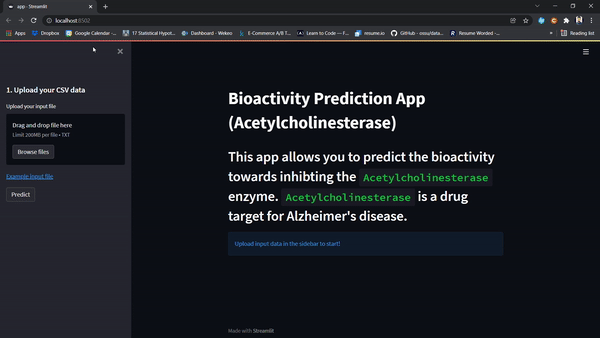 app · Streamlit
localhost:8502
Apps
Dropbox
Google Calendar -...
17 Statistical Hypot...
Dashboard - Wekeo
E-Commerce A/B T...
Learn to Code — F...
resume.io
GitHub - ossu/data...
Resume Worded - ...
»
Reading list
1. Upload your CSV data
Upload your input file
Drag and drop file here
Limit 200MB per file • TXT
Browse files
Example input file
Predict
Bioactivity Prediction App
(Acetylcholinesterase)
This app allows you to predict the bioactivity
towards inhibting the Acetylcholinesterase
enzyme. Acetylcholinesterase is a drug
target for Alzheimer's disease.
Upload input data in the sidebar to start!
Made with Streamlit